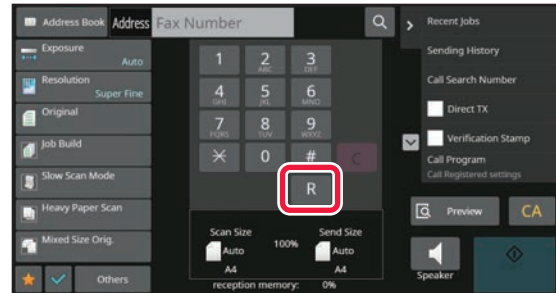 Address Book
Address
Fax Number
Exposure
Auto
Resolution
Super Fine
Original
Job Build
Slow Scan Mode
Heavy Paper Scan
Mixed Size Orig.
Others
1
2
ABC
3
DEF
4
GHI
5
JKL
6
MNO
7
PQRS
8
TUV
9
WXYZ
0
#
C
R
Scan Size
Auto
A4
100%
Send Size
Auto
A4
reception memory: 0%
Recent Jobs
Sending History
Call Search Number
Direct TX
Verification Stamp
Call Program
Call Registered settings
Preview
CA
Speaker